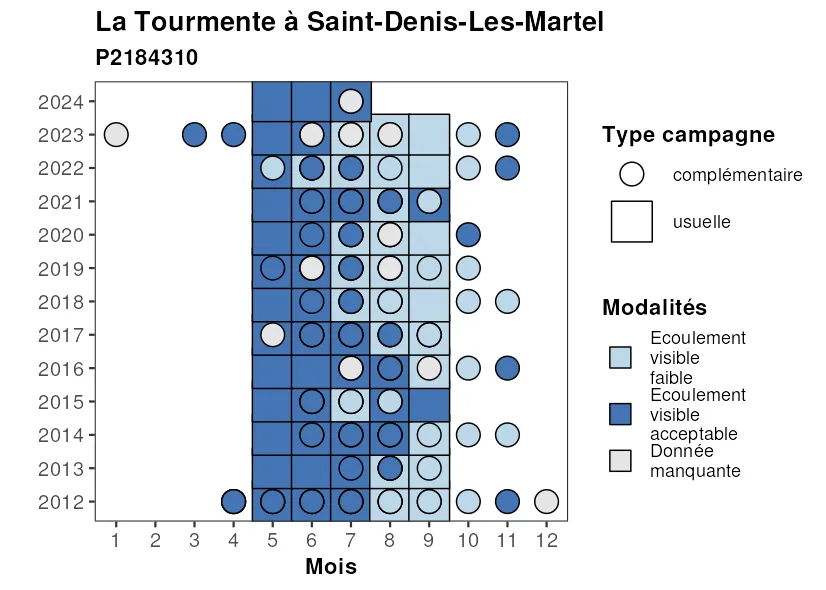 La Tourmente à Saint-Denis-Les-Martel
P2184310
2024
2023
2022
2021
2020
2019
2018
2017
2016
2015
2014
2013
2012
1 2 3 4 5 6 7 8 9 10 11 12
Mois
Type campagne
complémentaire
usuelle
Modalités
Ecoulement
visible
faible
Ecoulement
visible
acceptable
Donnée
manquante